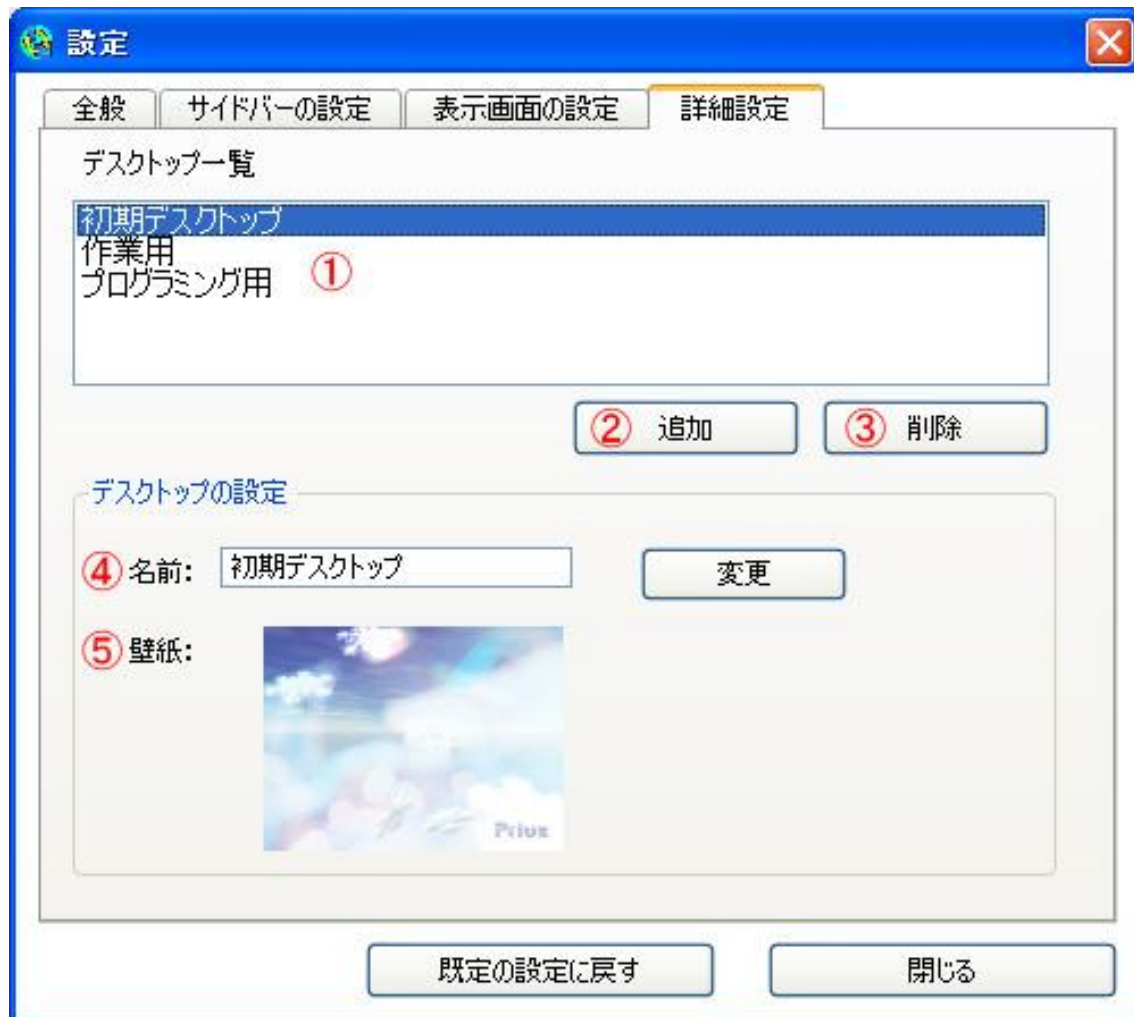 設定
全般 サイドバーの設定 表示画面の設定 詳細設定
デスクトップ一覧
初期デスクトップ
作業用
プログラミング用 ①
② 追加 ③ 削除
デスクトップの設定
④ 名前: 初期デスクトップ 変更
⑤ 壁紙:
Prius
既定の設定に戻す 閉じる